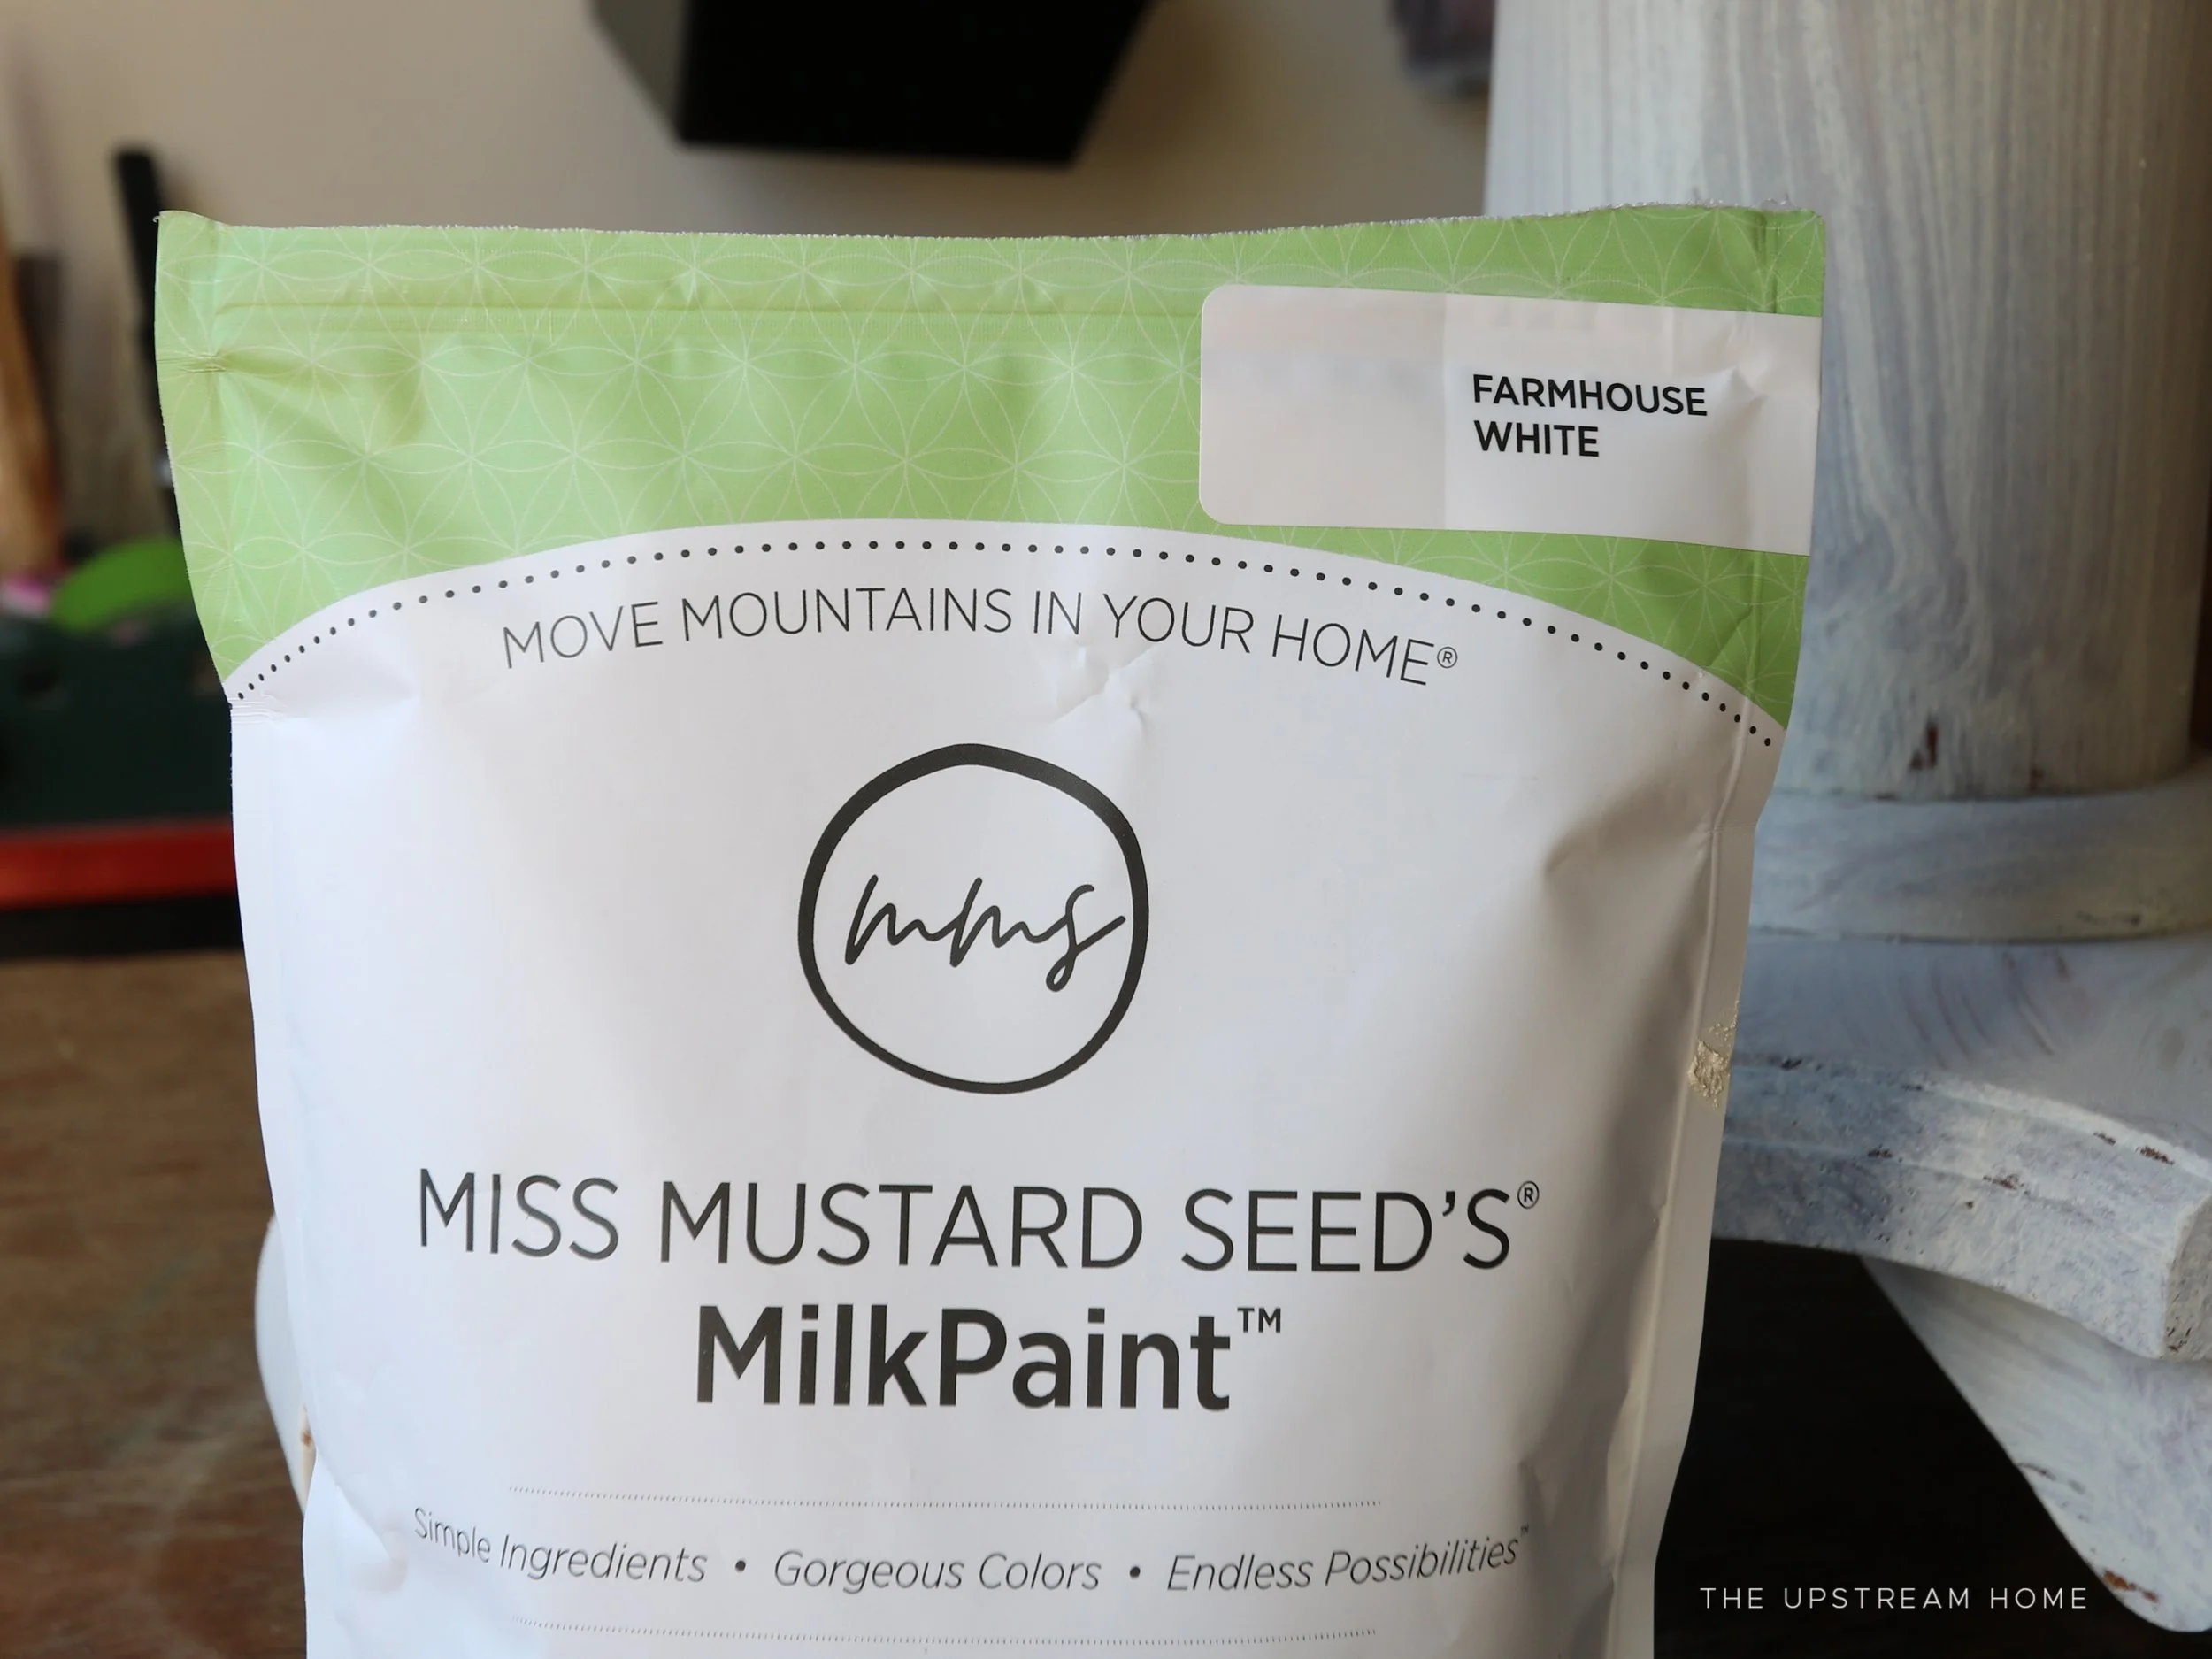 FARMHOUSE
WHITE
MOVE MOUNTAINS IN YOUR HOME®
mms
MISS MUSTARD SEED'S®
MilkPaint™
Simple Ingredients • Gorgeous Colors • Endless Possibilities™
THE UPSTREAM HOME